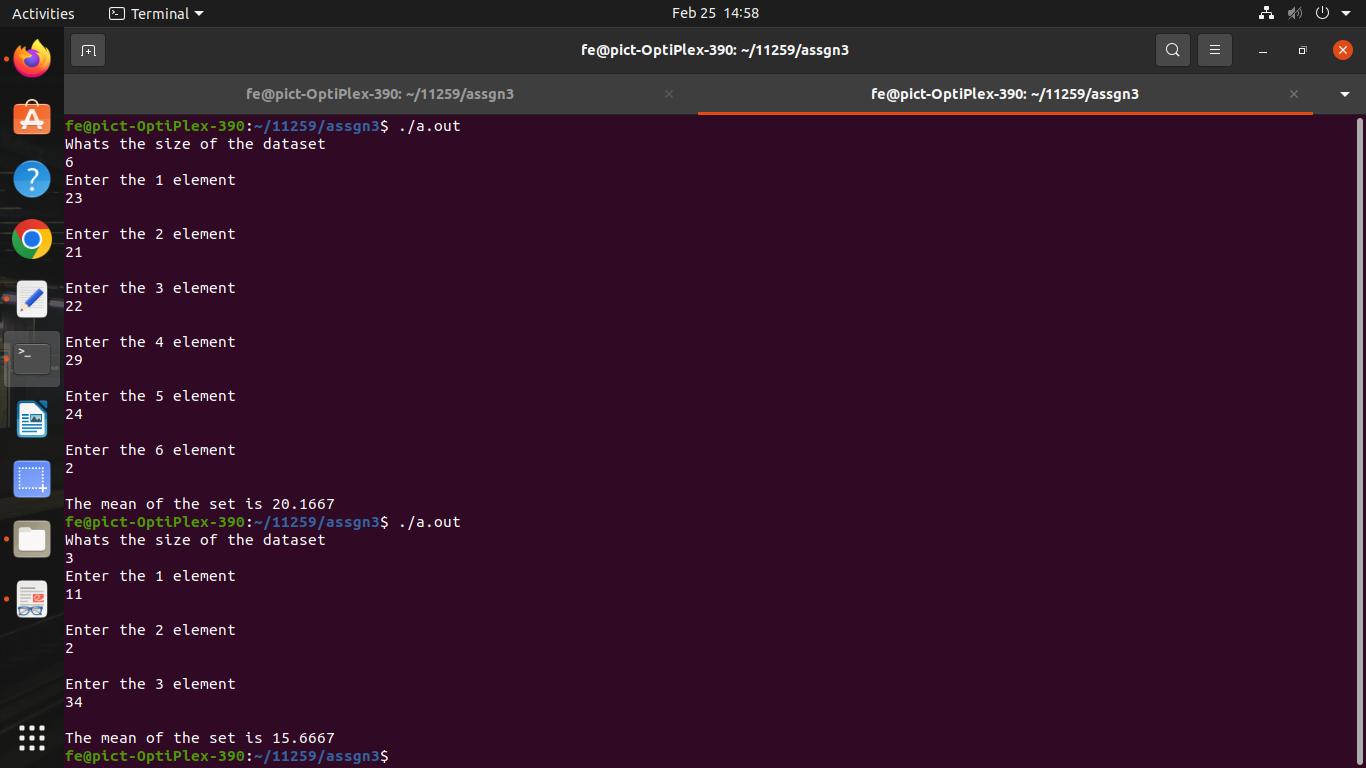 Activities Terminal Feb 25 14:58
fe@pict-OptiPlex-390: ~/11259/assgn3
fe@pict-OptiPlex-390: ~/11259/assgn3 fe@pict-OptiPlex-390: ~/11259/assgn3
fe@pict-OptiPlex-390:~/11259/assgn3$ ./a.out
Whats the size of the dataset
6
Enter the 1 element
23
Enter the 2 element
21
Enter the 3 element
22
Enter the 4 element
29
Enter the 5 element
24
Enter the 6 element
2
The mean of the set is 20.1667
fe@pict-OptiPlex-390:~/11259/assgn3$ ./a.out
Whats the size of the dataset
3
Enter the 1 element
11
Enter the 2 element
2
Enter the 3 element
34
The mean of the set is 15.6667
fe@pict-OptiPlex-390:~/11259/assgn3$